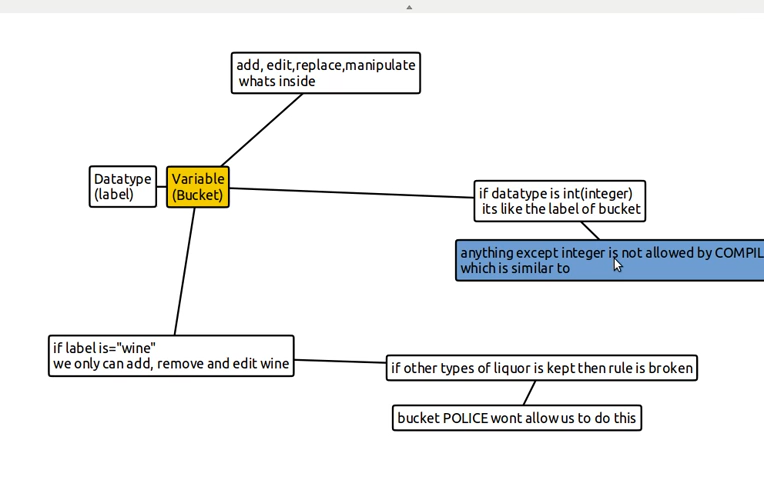 add, edit,replace,manipulate
whats inside
Datatype
(label)
Variable
(Bucket)
if datatype is int(integer)
its like the label of bucket
anything except integer is not allowed by COMPIL
which is similar to
if label is="wine"
we only can add, remove and edit wine
if other types of liquor is kept then rule is broken
bucket POLICE wont allow us to do this